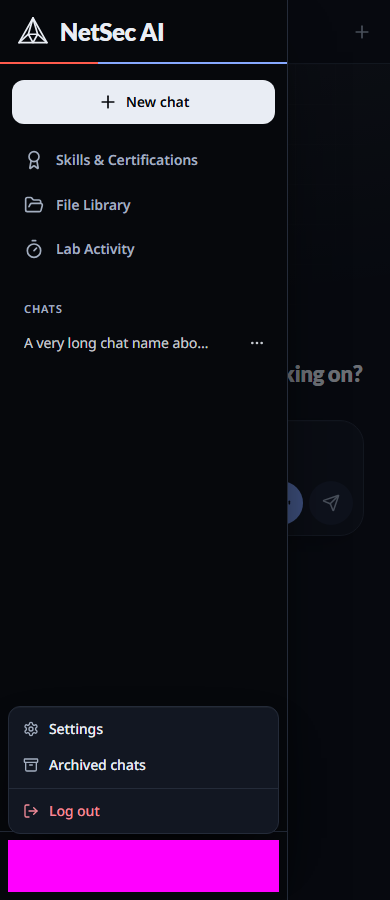 NetSec AI
New chat
Skills & Certifications
File Library
Lab Activity
CHATS
A very long chat name abo...
king on?
Settings
Archived chats
Log out